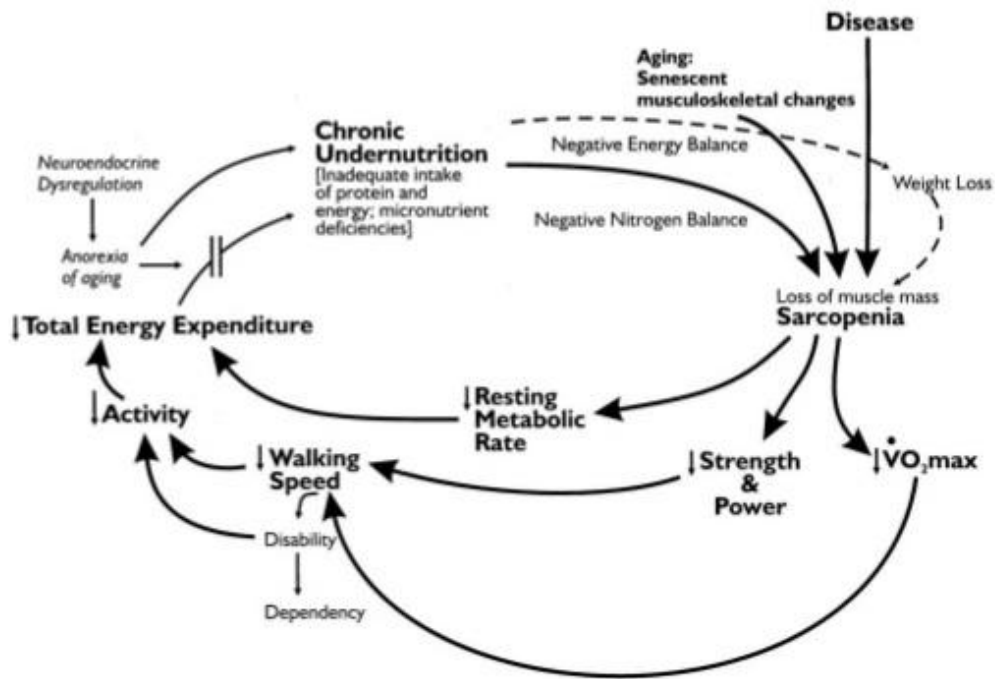 Disease
Aging:
Senescent
musculoskeletal changes
Chronic
Undernutrition
[Inadequate intake
of protein and
energy; micronutrient
deficiencies]
Negative Energy Balance
Neuroendocrine
Dysregulation
Weight Loss
Negative Nitrogen Balance
Anorexia
of aging
Loss of muscle mass
Sarcopenia
↓Total Energy Expenditure
↓Resting
Metabolic
Rate
↓Activity
↓Walking
Speed
↓Strength
&
Power
↓V̇O₂max
Disability
Dependency